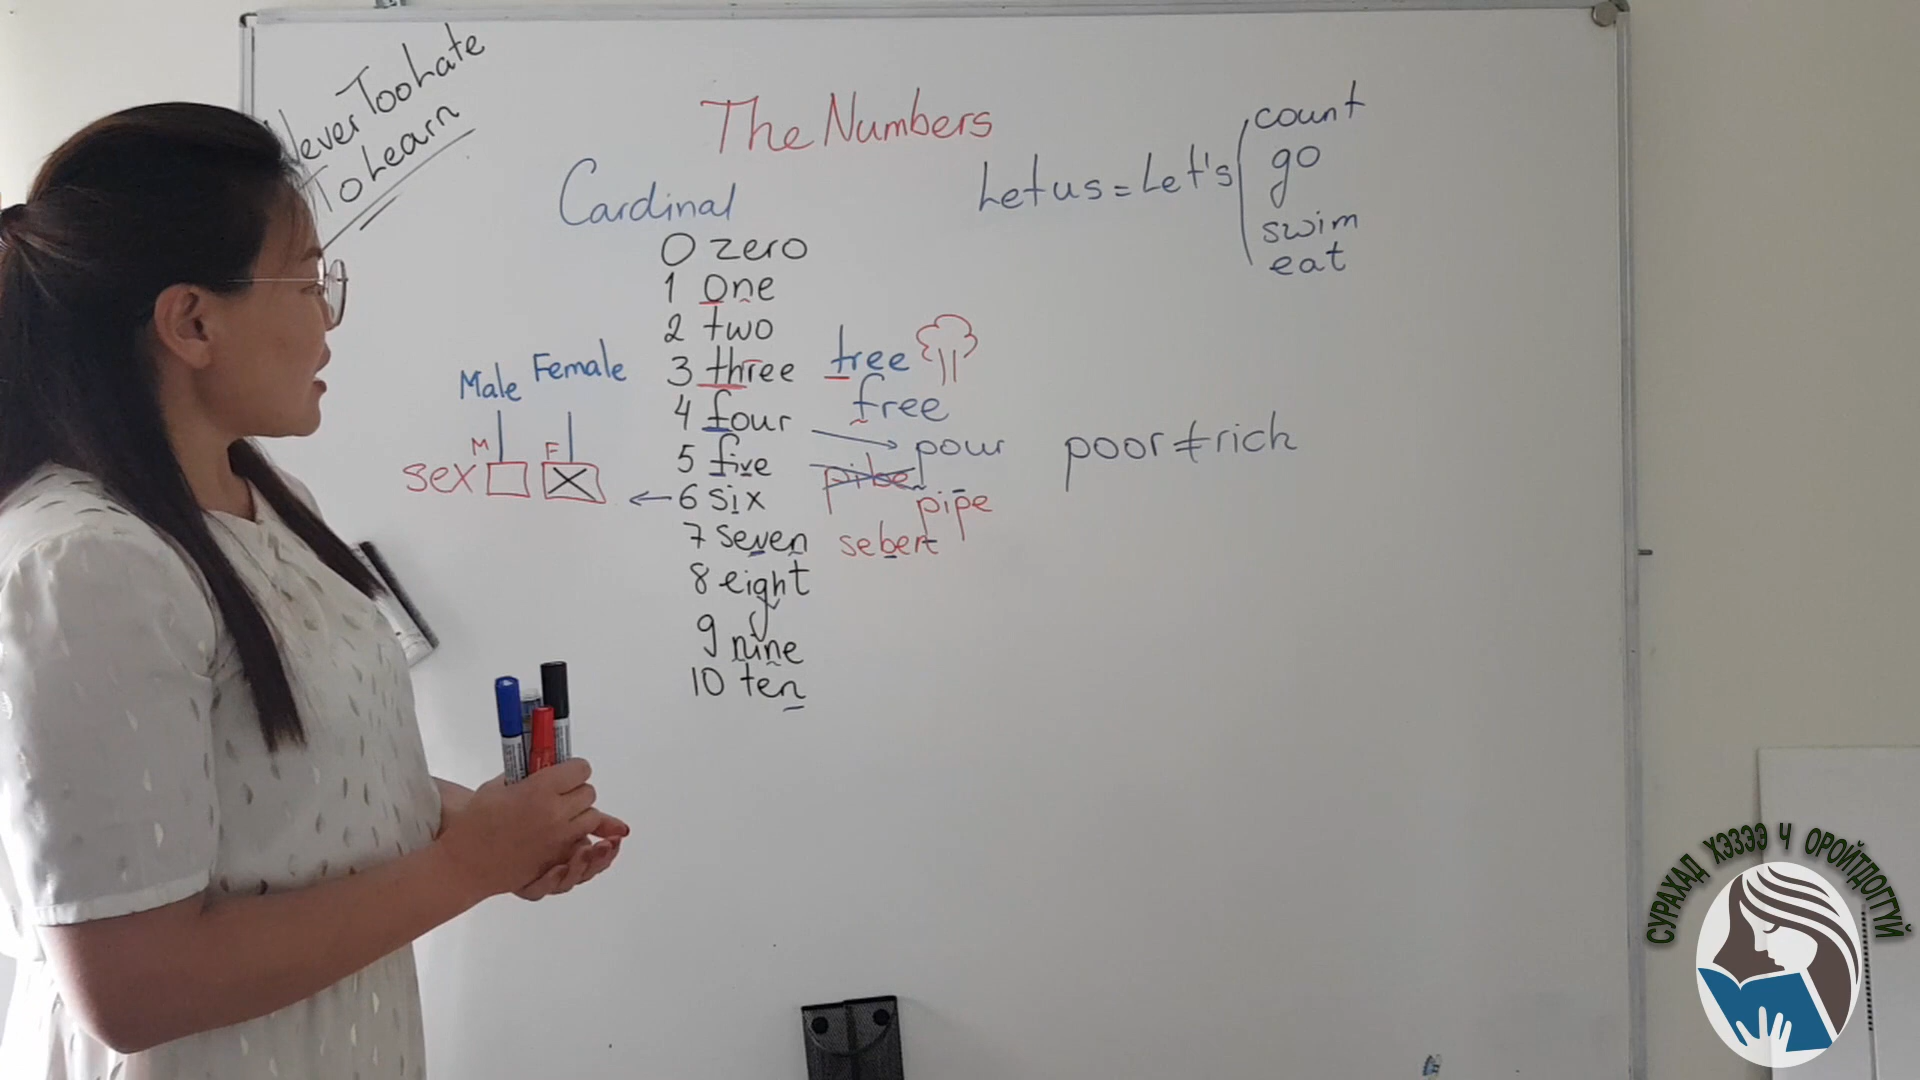 Never Too Late
To Learn
The Numbers
Cardinal
Let us = Let's
count
go
swim
eat
0 zero
1 one
2 two
3 three tree
free
4 four pour poor ≠ rich
5 five pibe
pipe
6 six
7 seven sebert
8 eight
9 nine
10 ten
Male Female
M F
sex
СУРАХАД ХЭЗЭЭ Ч ОРОЙТДОГГҮЙ